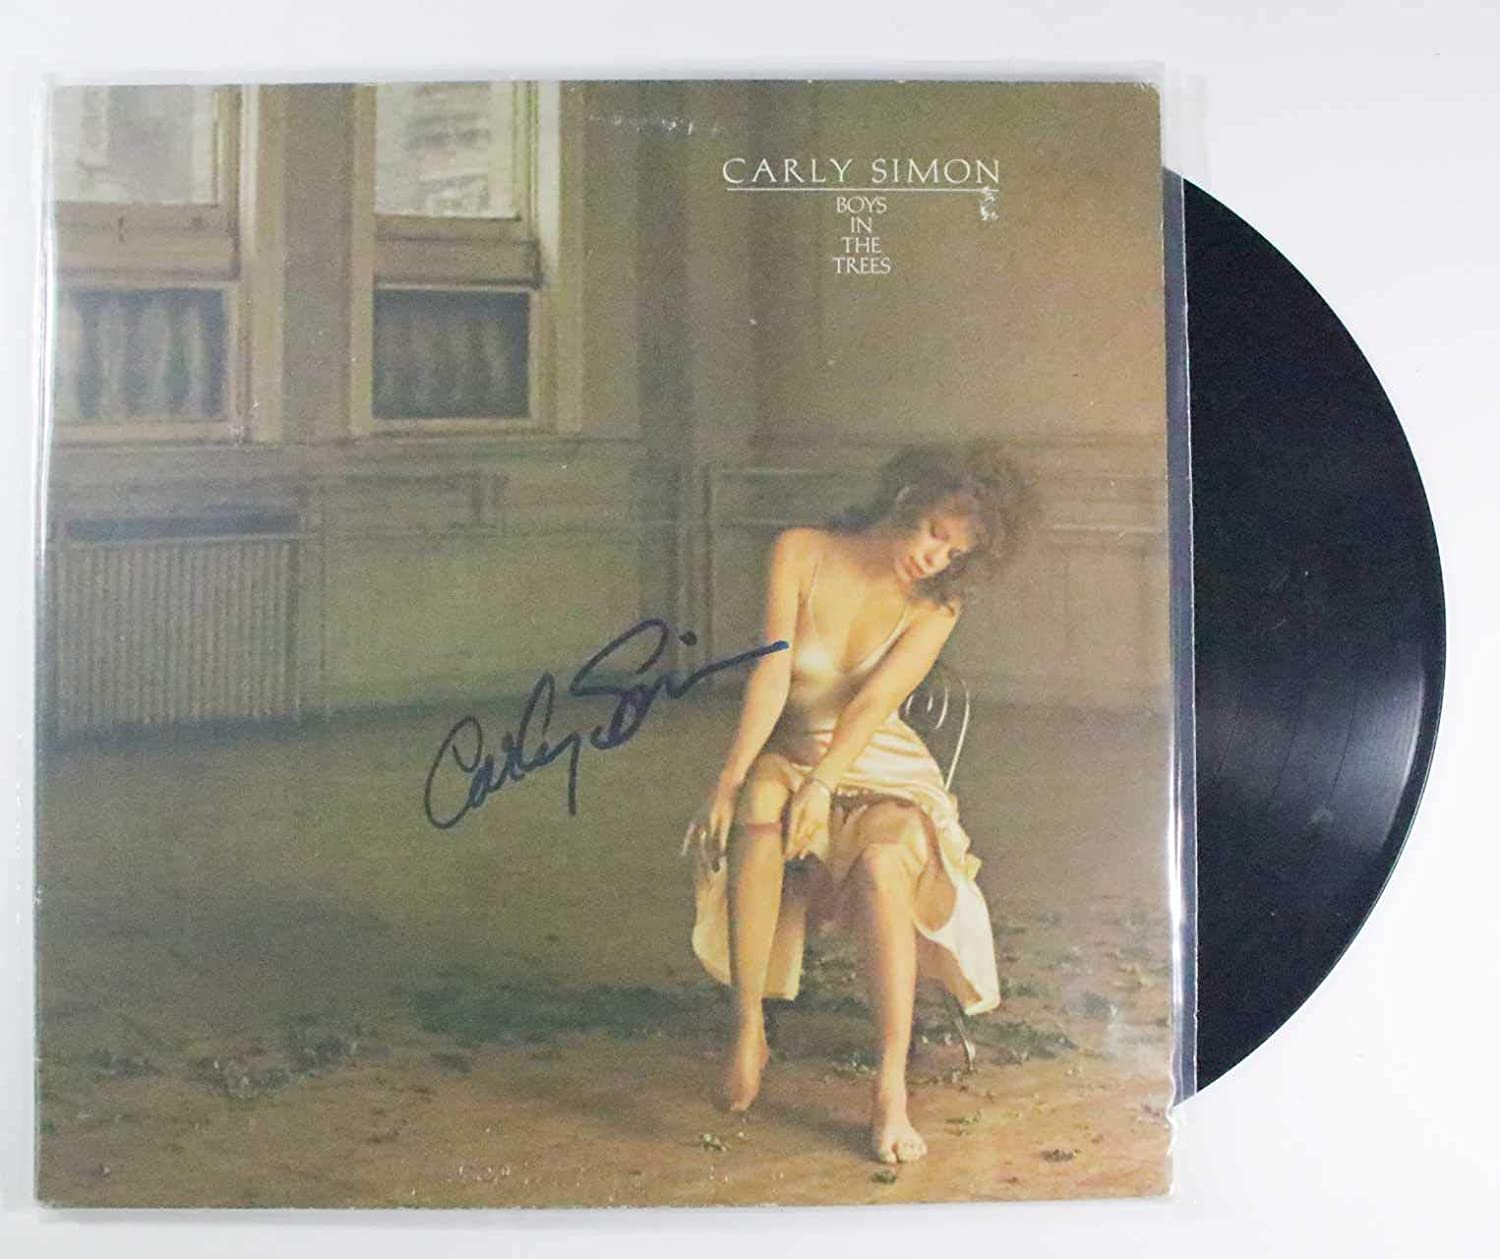 CARLY SIMON
BOYS
IN
THE
TREES
Carly Simon